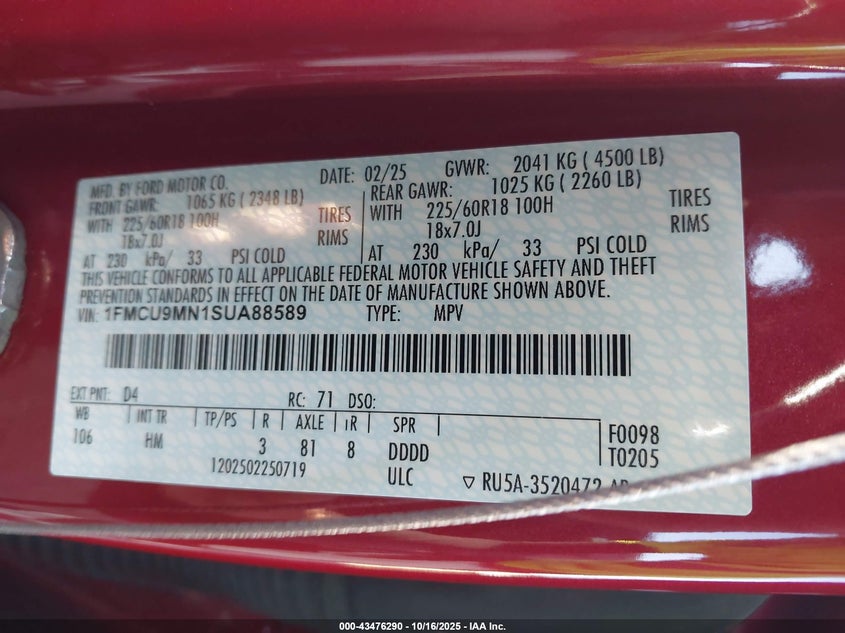 MFD. BY FORD MOTOR CO.
DATE: 02/25 GVWR: 2041 KG ( 4500 LB)
FRONT GAWR: 1065 KG ( 2348 LB)
REAR GAWR: 1025 KG ( 2260 LB)
WITH 225/60R18 100H TIRES
18x7.0J RIMS
WITH 225/60R18 100H TIRES
18x7.0J RIMS
AT 230 kPa/ 33 PSI COLD
AT 230 kPa/ 33 PSI COLD
THIS VEHICLE CONFORMS TO ALL APPLICABLE FEDERAL MOTOR VEHICLE SAFETY AND THEFT
PREVENTION STANDARDS IN EFFECT ON THE DATE OF MANUFACTURE SHOWN ABOVE.
VIN: 1FMCU9MN1SUA88589 TYPE: MPV
EXT PNT: D4 RC: 71 DSO:
WB INT TR TP/PS R AXLE IR SPR
106 HM 3 81 8 DDDD
F0098
T0205
1202502250719 ULC
▽ RU5A-3520472
000-43476290 - 10/16/2025 - IAA Inc.